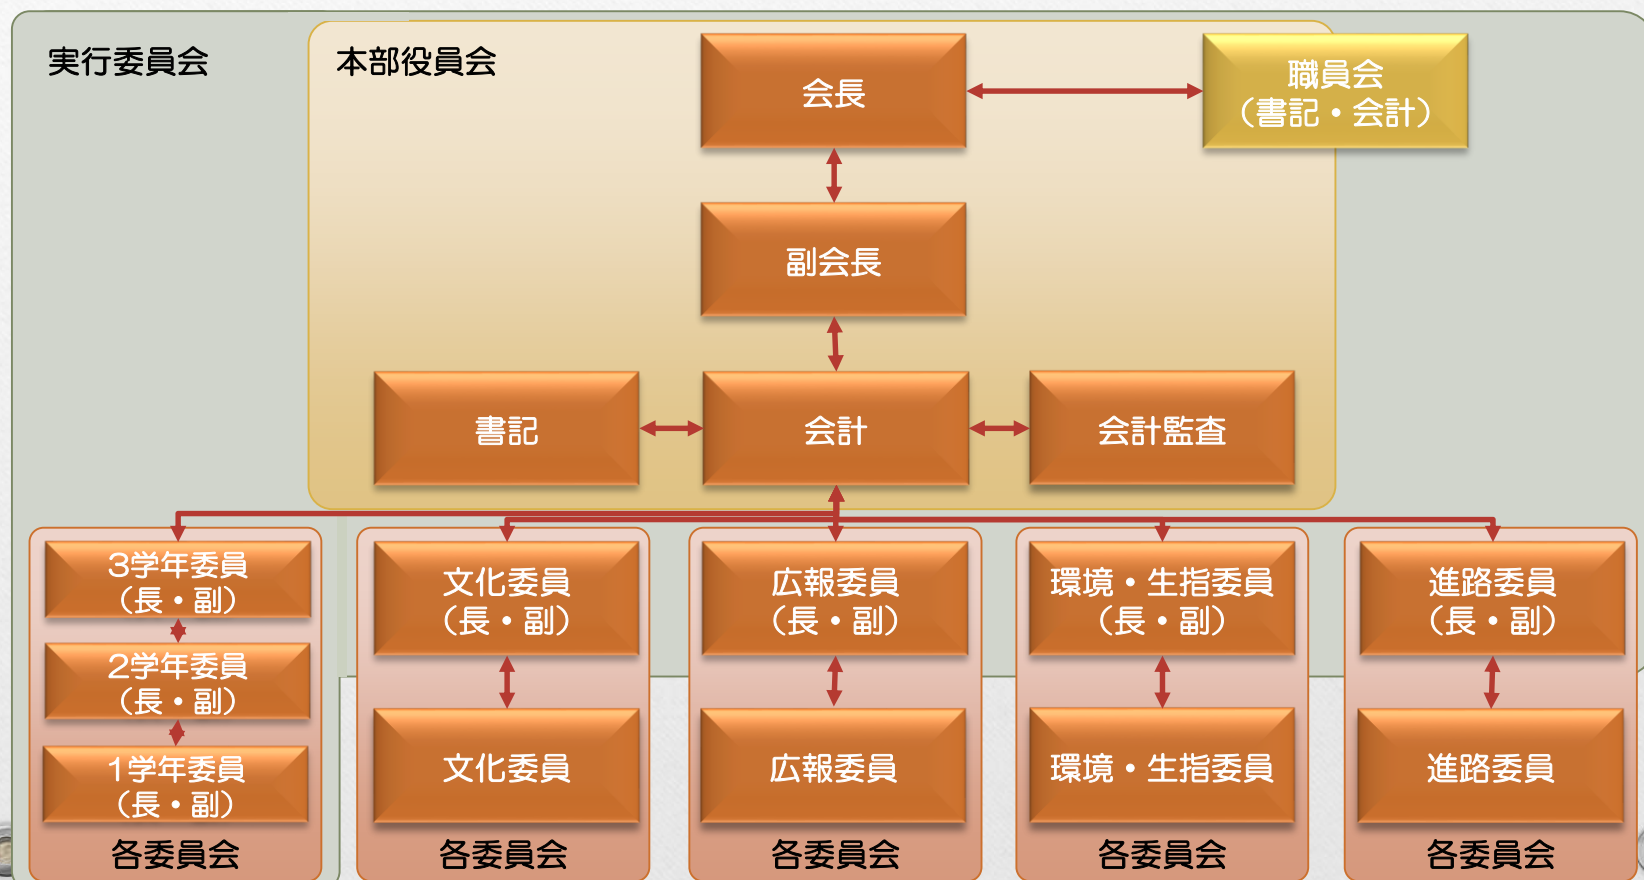 実行委員会
本部役員会
会長
職員会
（書記・会計）
副会長
書記
会計
会計監査
３学年委員
（長・副）
２学年委員
（長・副）
１学年委員
（長・副）
各委員会
文化委員
（長・副）
文化委員
各委員会
広報委員
（長・副）
広報委員
各委員会
環境・生指委員
（長・副）
環境・生指委員
各委員会
進路委員
（長・副）
進路委員
各委員会